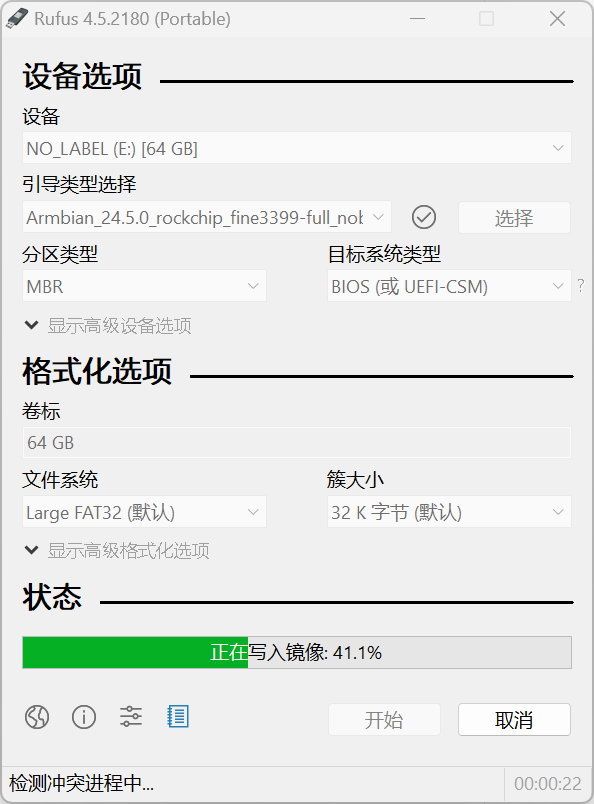 Rufus 4.5.2180 (Portable)
设备选项
设备
NO_LABEL (E:) [64 GB]
引导类型选择
Armbian_24.5.0_rockchip_fine3399-full_nob
选择
分区类型
目标系统类型
MBR
BIOS (或 UEFI-CSM)
?
显示高级设备选项
格式化选项
卷标
64 GB
文件系统
簇大小
Large FAT32 (默认)
32 K 字节 (默认)
显示高级格式化选项
状态
正在写入镜像: 41.1%
开始
取消
检测冲突进程中...
00:00:22